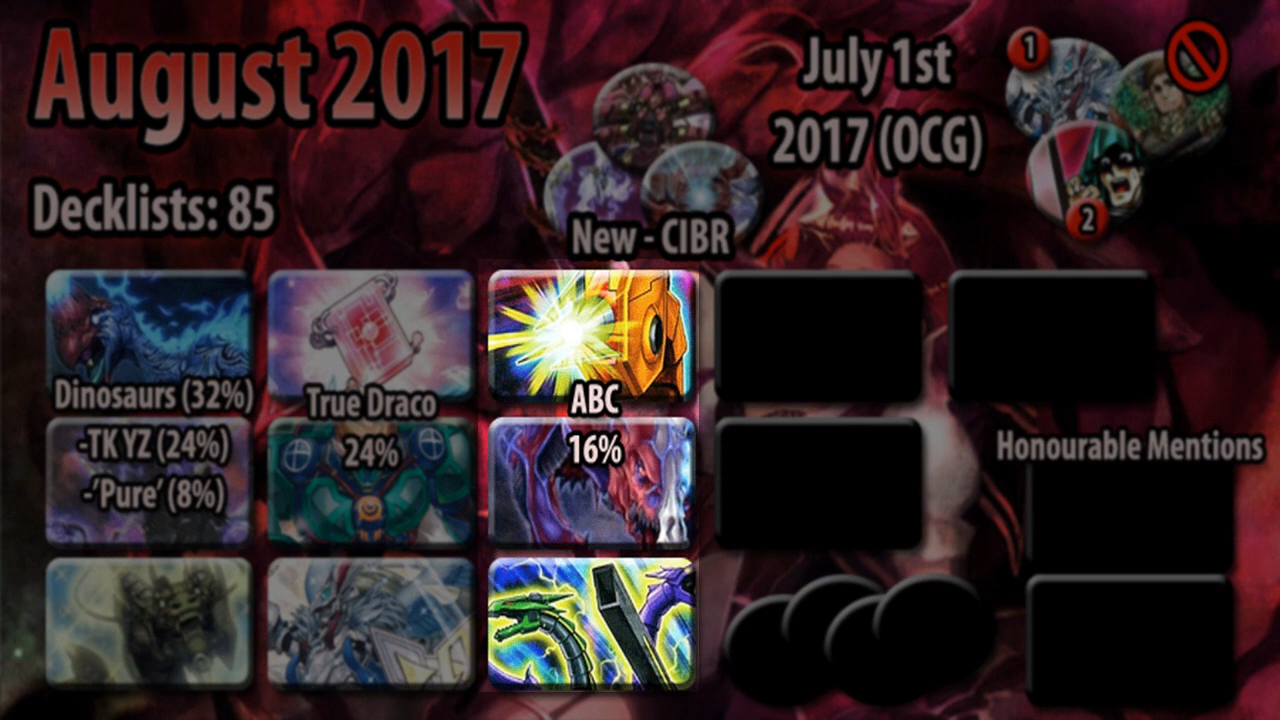 August 2017
July 1st
2017 (OCG)
1
2
Decklists: 85
New - CIBR
Dinosaurs (32%)
-TK YZ (24%)
-'Pure' (8%)
True Draco
24%
ABC
16%
Honourable Mentions